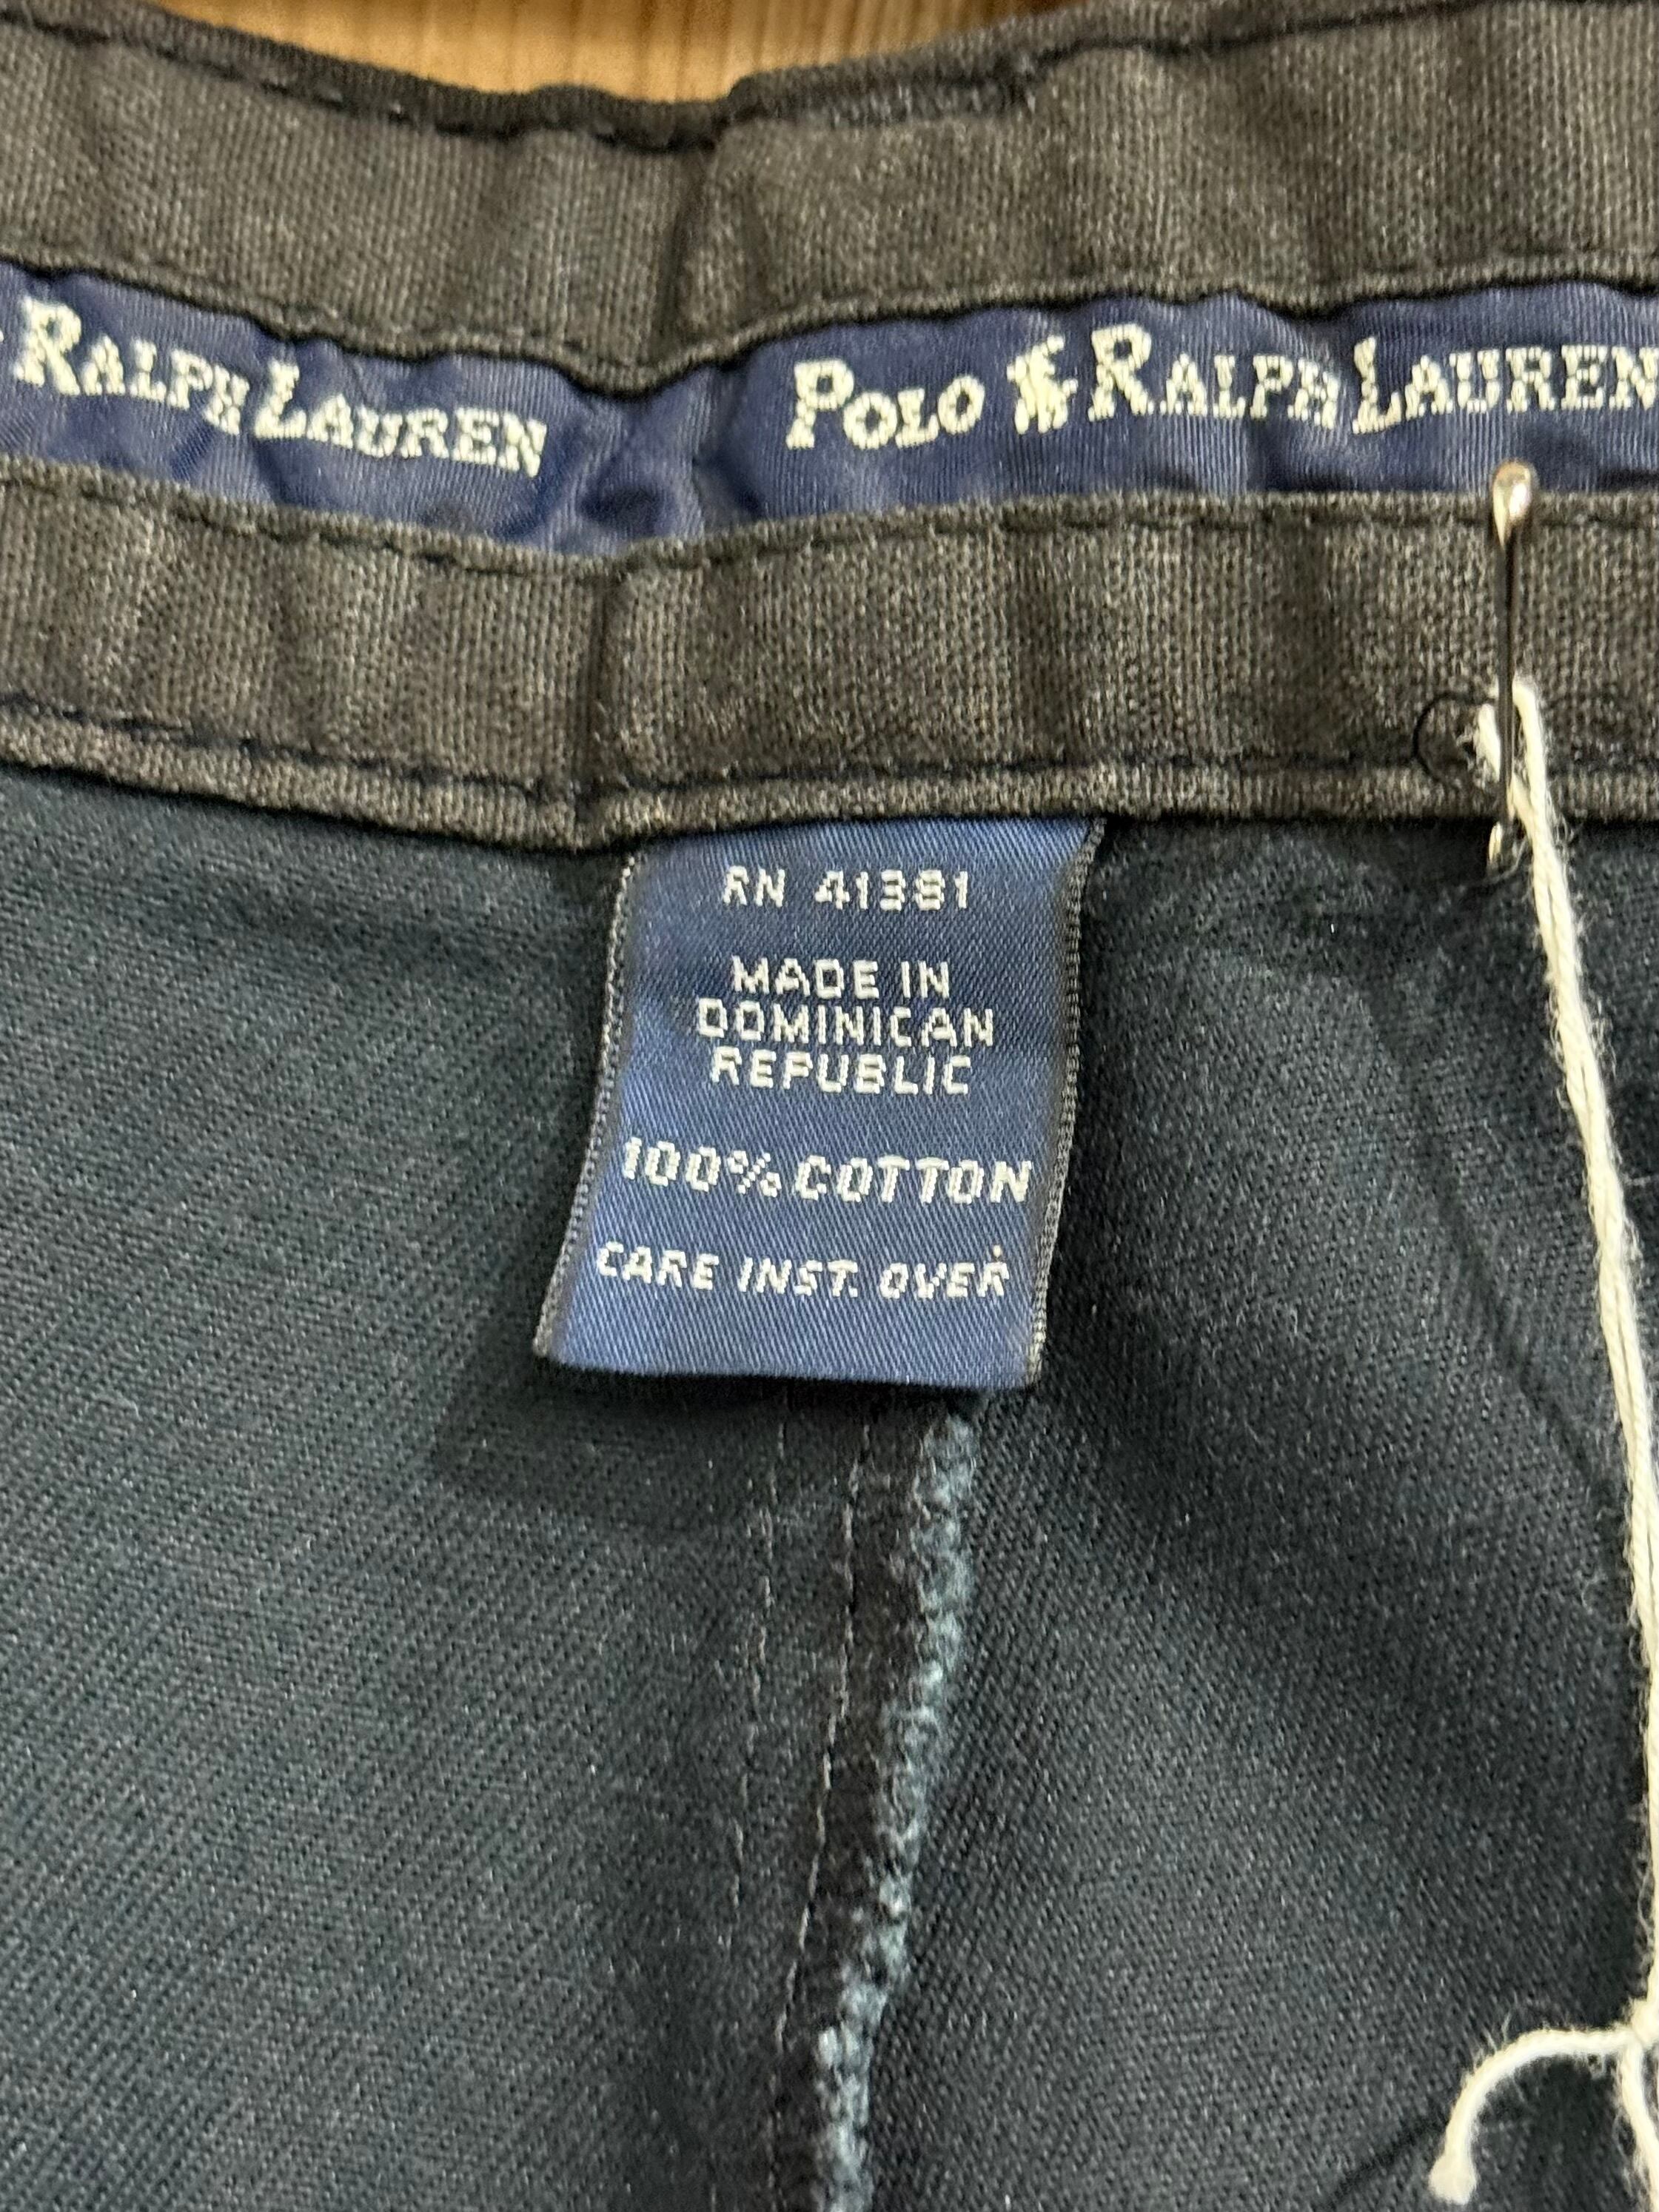 RALPH LAUREN
POLO RALPH LAUREN
RN 41381
MADE IN
DOMINICAN
REPUBLIC
100% COTTON
CARE INST. OVER